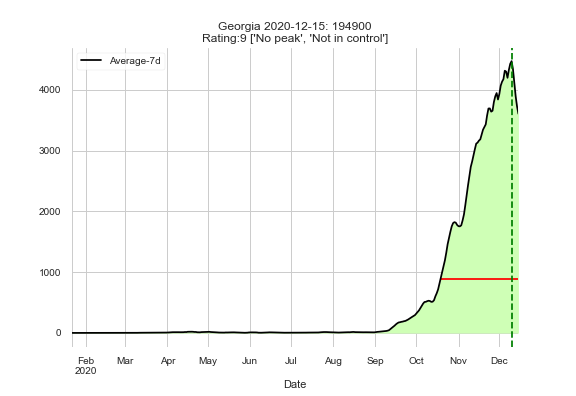 Georgia 2020-12-15: 194900
Rating:9 ['No peak', 'Not in control']
Average-7d
4000
3000
2000
1000
0
Feb Mar Apr May Jun Jul Aug Sep Oct Nov Dec
2020
Date